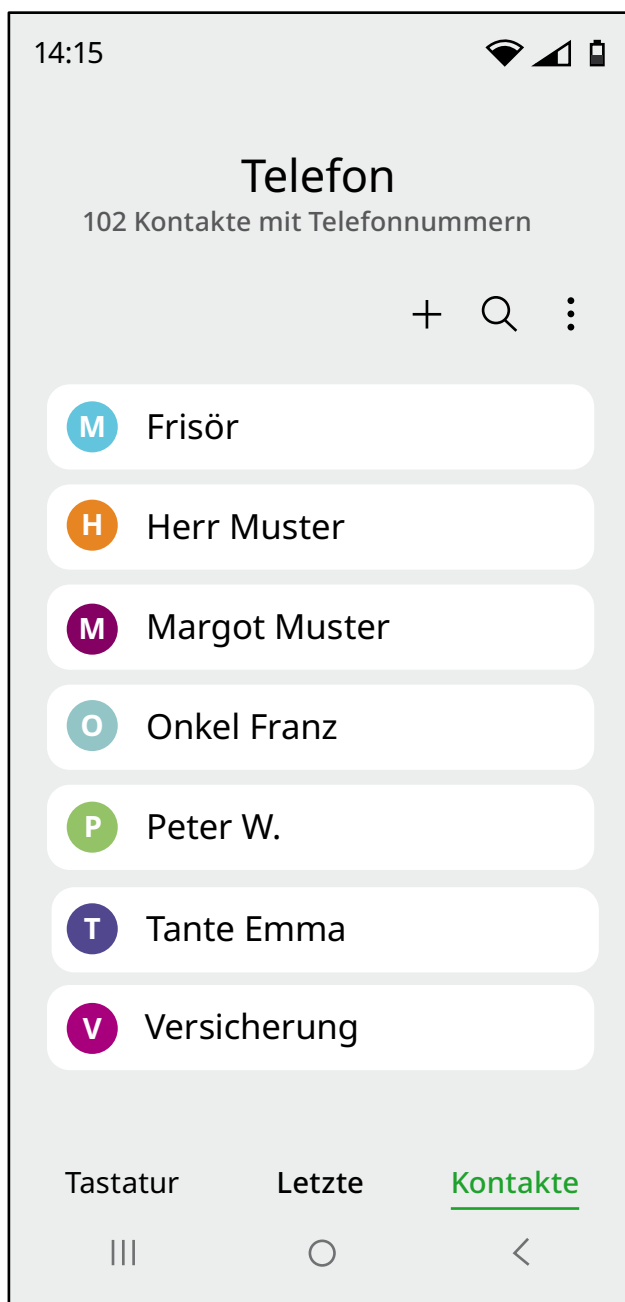 14:15
Telefon
102 Kontakte mit Telefonnummern
M Frisör
H Herr Muster
M Margot Muster
O Onkel Franz
P Peter W.
T Tante Emma
V Versicherung
Tastatur Letzte Kontakte